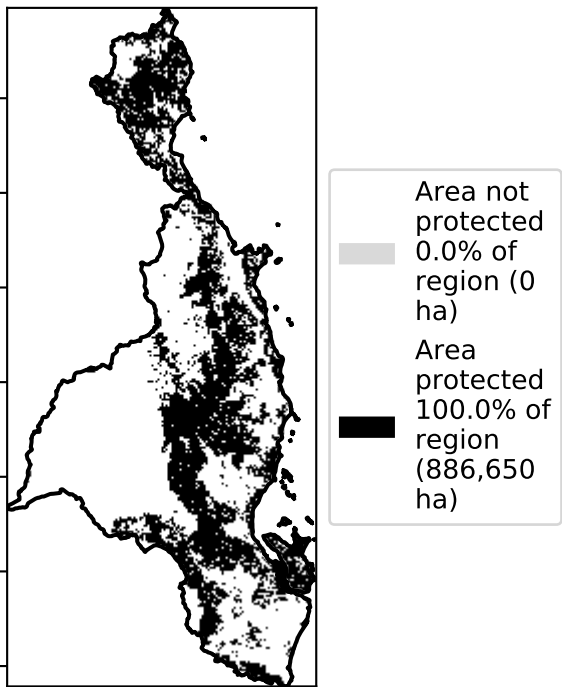 Area not
protected
0.0% of
region (0
ha)
Area
protected
100.0% of
region
(886,650
ha)